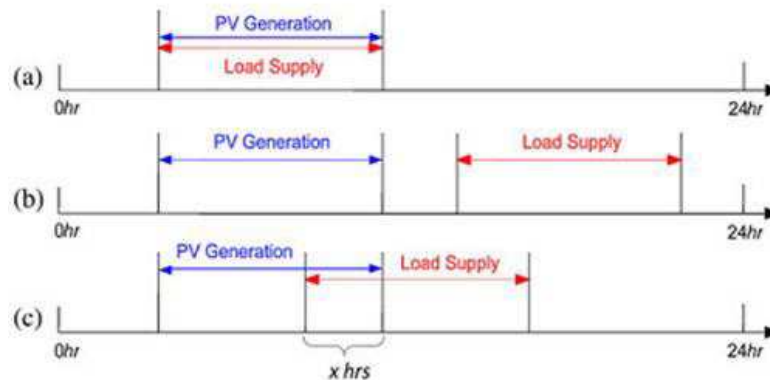 PV Generation
Load Supply
(a)
0hr 24hr
PV Generation Load Supply
(b)
0hr 24hr
PV Generation Load Supply
(c)
0hr 24hr
x hrs